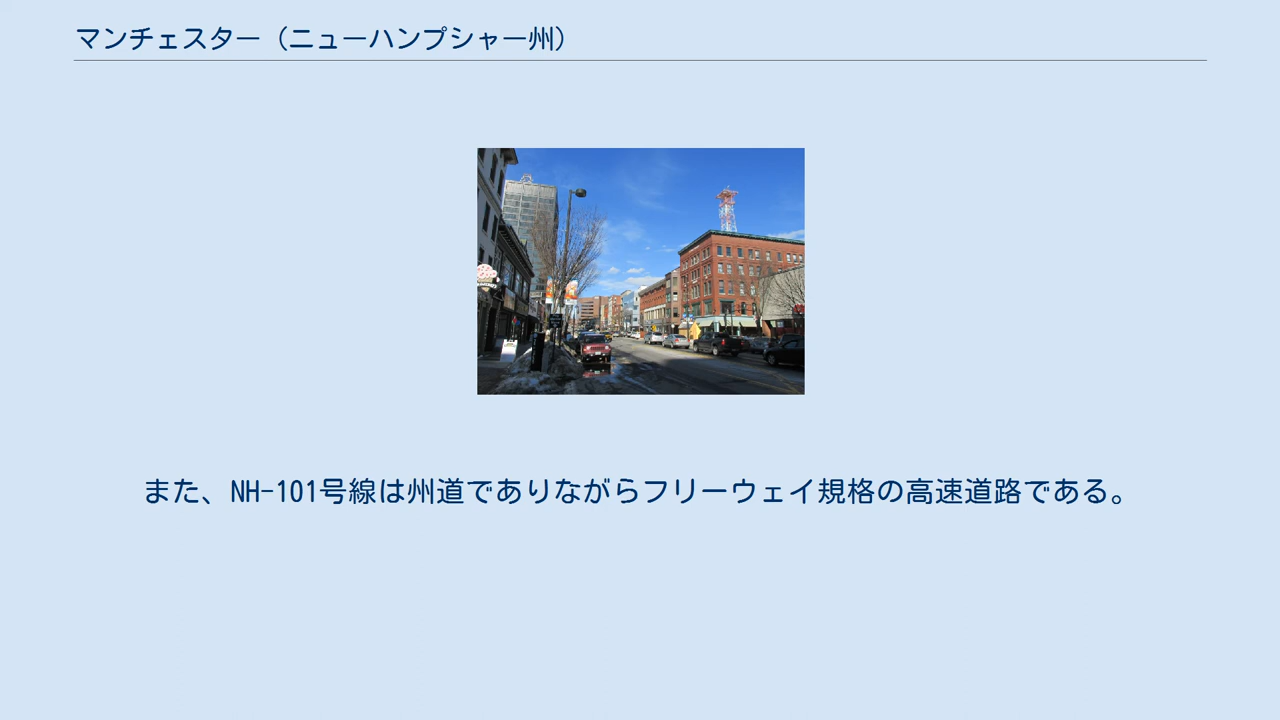 マンチェスター（ニューハンプシャー州）
また、NH-101号線は州道でありながらフリーウェイ規格の高速道路である。